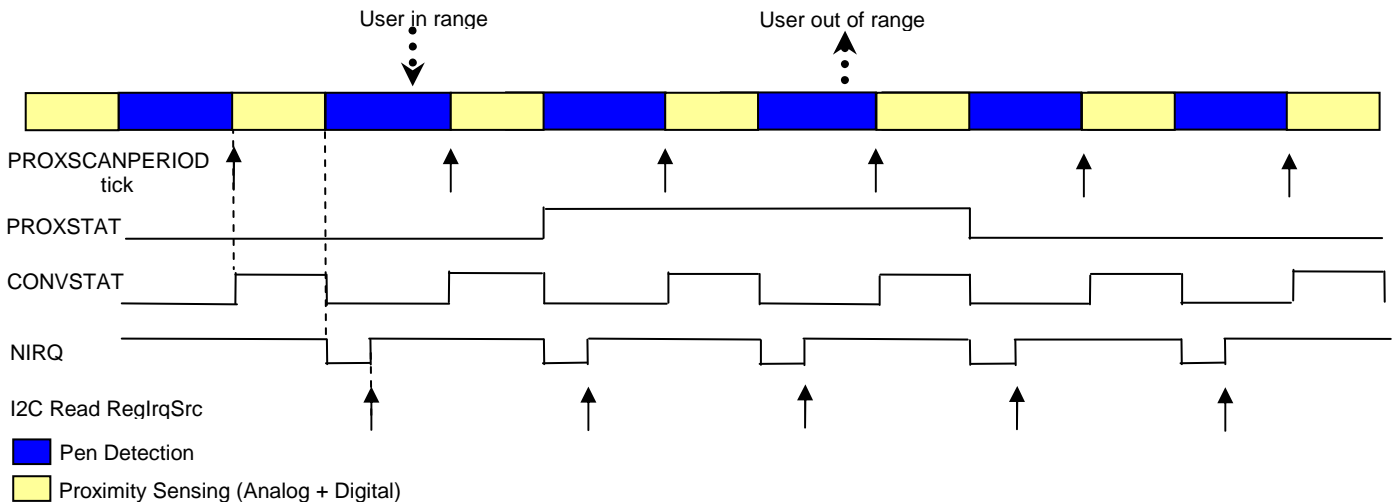 User in range
User out of range
PROXSCANPERIOD
tick
PROXSTAT
CONVSTAT
NIRQ
I2C Read RegIrqSrc
Pen Detection
Proximity Sensing (Analog + Digital)